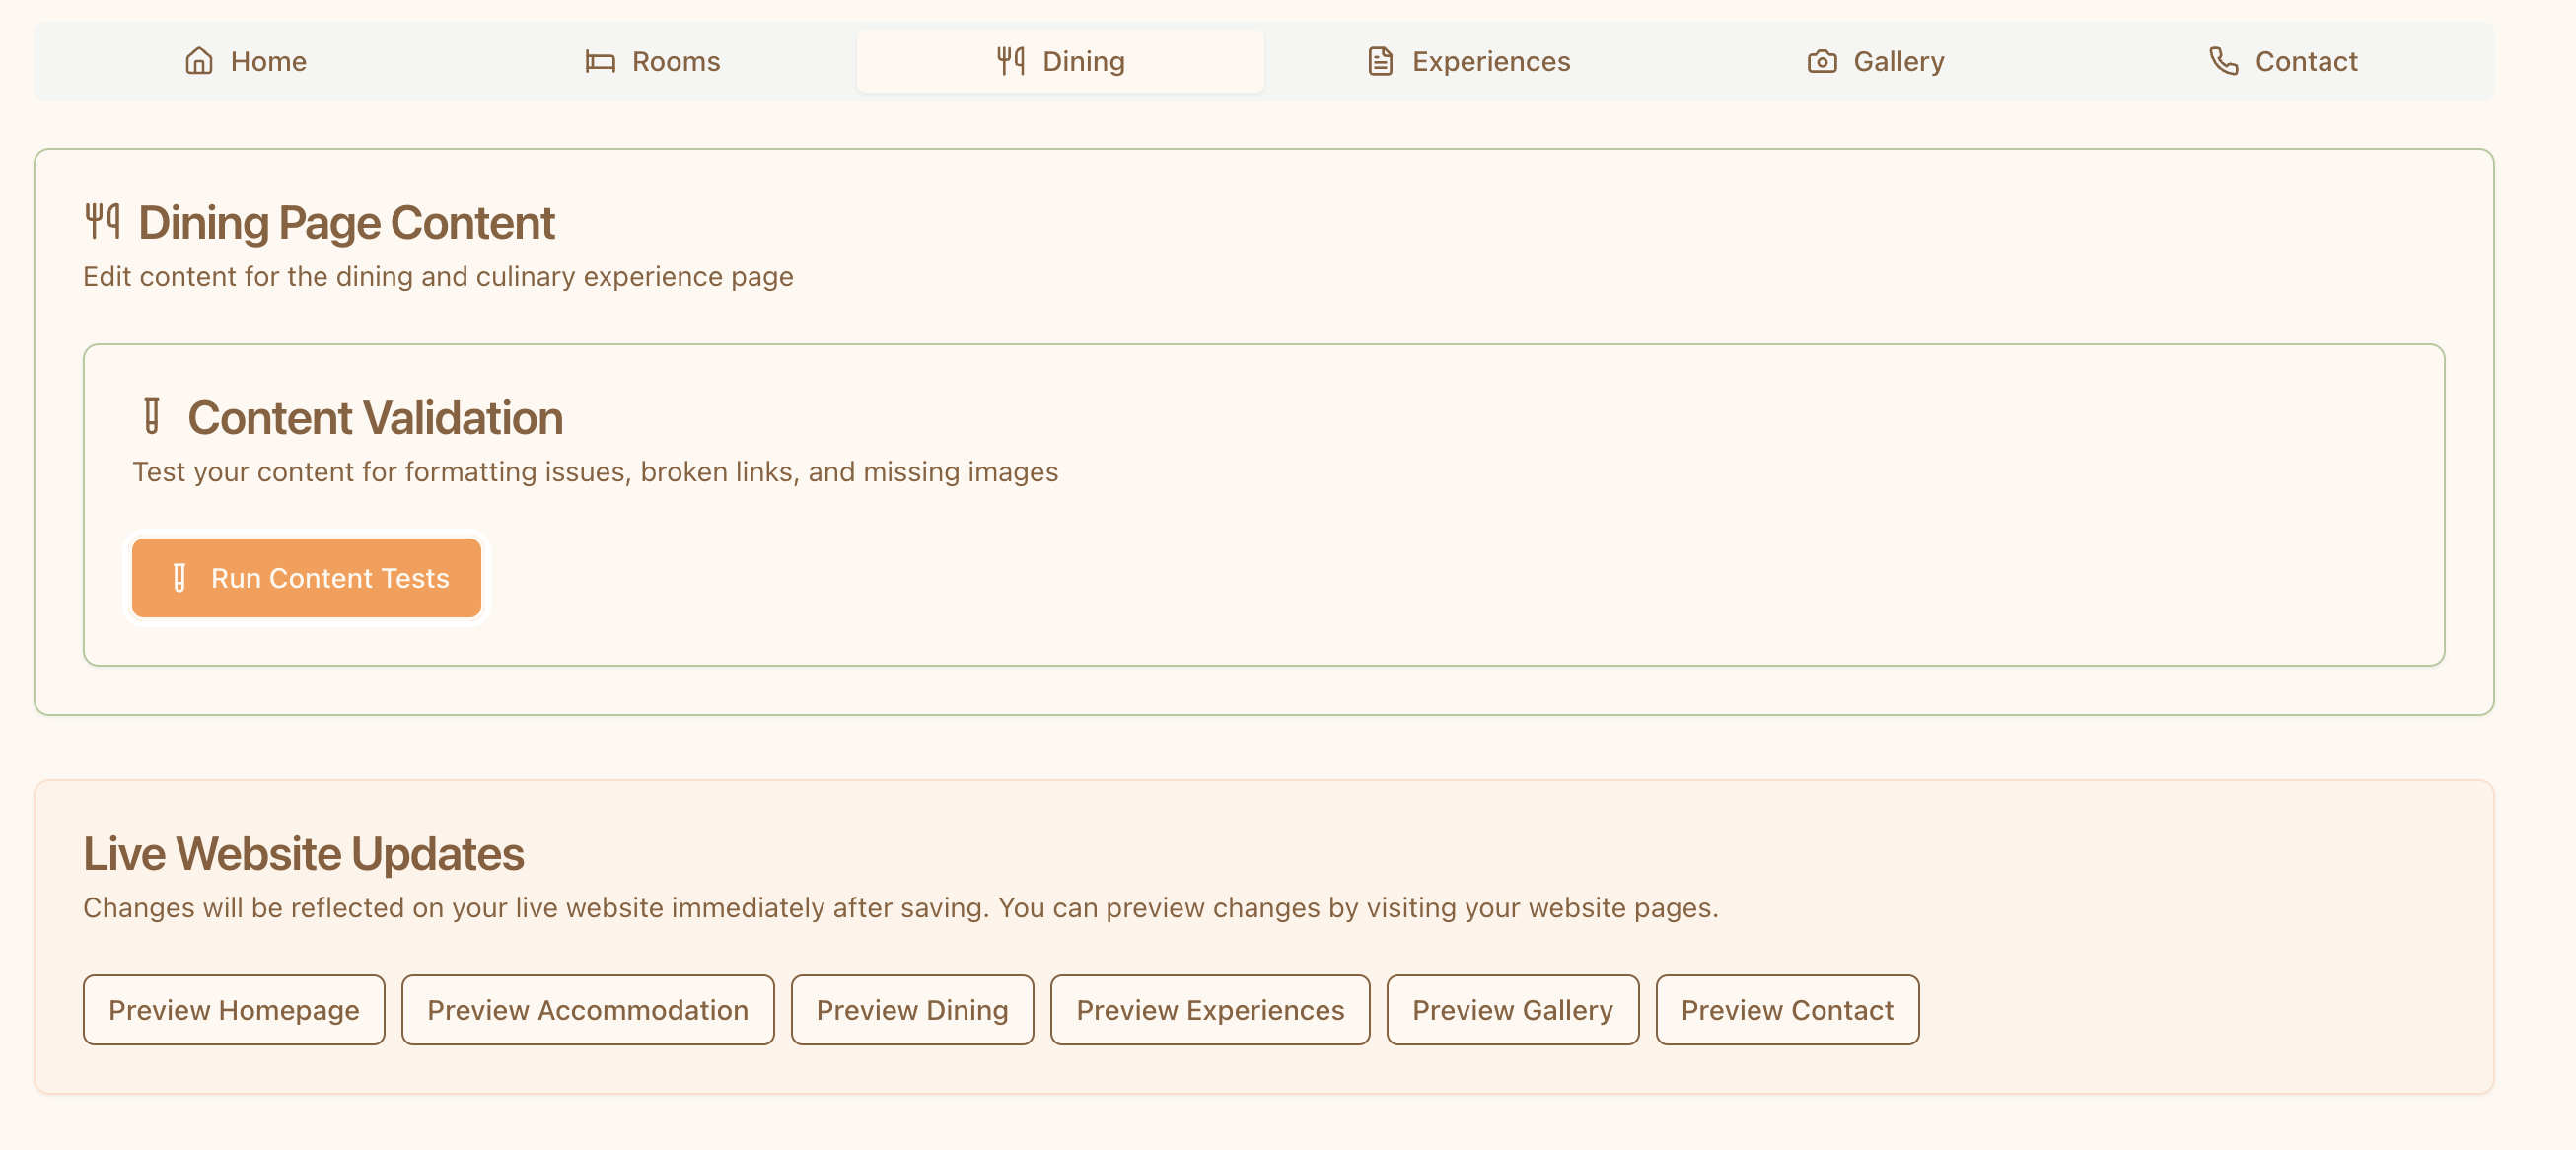 Home Rooms Dining Experiences Gallery Contact
Dining Page Content
Edit content for the dining and culinary experience page
Content Validation
Test your content for formatting issues, broken links, and missing images
Run Content Tests
Live Website Updates
Changes will be reflected on your live website immediately after saving. You can preview changes by visiting your website pages.
Preview Homepage Preview Accommodation Preview Dining Preview Experiences Preview Gallery Preview Contact